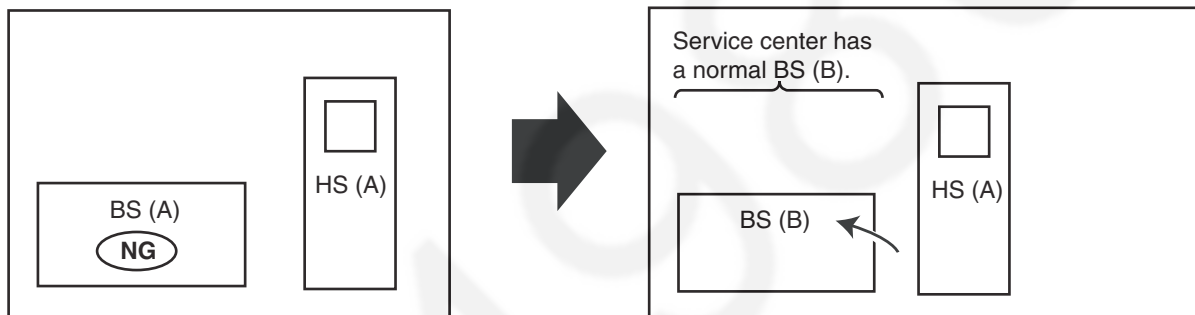 BS (A)
NG
HS (A)
Service center has
a normal BS (B).
BS (B)
HS (A)